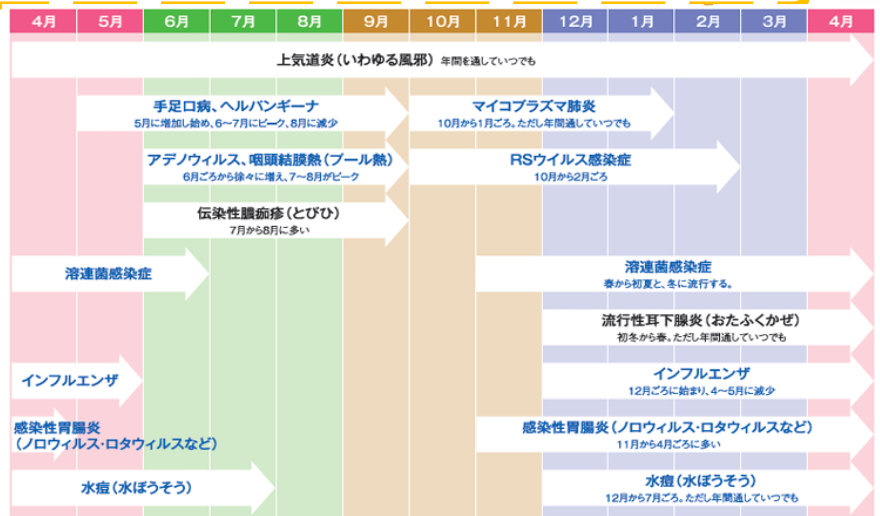 4月 5月 6月 7月 8月 9月 10月 11月 12月 1月 2月 3月 4月
上気道炎(いわゆる風邪) 年間を通していつでも
手足口病、ヘルパンギーナ
5月に増加し始め、6〜7月にピーク、8月に減少
マイコプラズマ肺炎
10月から1月ごろ。ただし年間通していつでも
アデノウィルス、咽頭結膜熱(プール熱)
6月ごろから徐々に増え、7〜8月がピーク
RSウイルス感染症
10月から2月ごろ
伝染性膿痂疹(とびひ)
7月から8月に多い
溶連菌感染症
溶連菌感染症
春から初夏と、冬に流行する。
流行性耳下腺炎(おたふくかぜ)
初冬から春。ただし年間通していつでも
インフルエンザ
インフルエンザ
12月ごろに始まり、4〜5月に減少
感染性胃腸炎
(ノロウィルス・ロタウィルスなど)
感染性胃腸炎(ノロウィルス・ロタウィルスなど)
11月から4月ごろに多い
水痘(水ぼうそう)
水痘(水ぼうそう)
12月から7月ごろ。ただし年間通していつでも